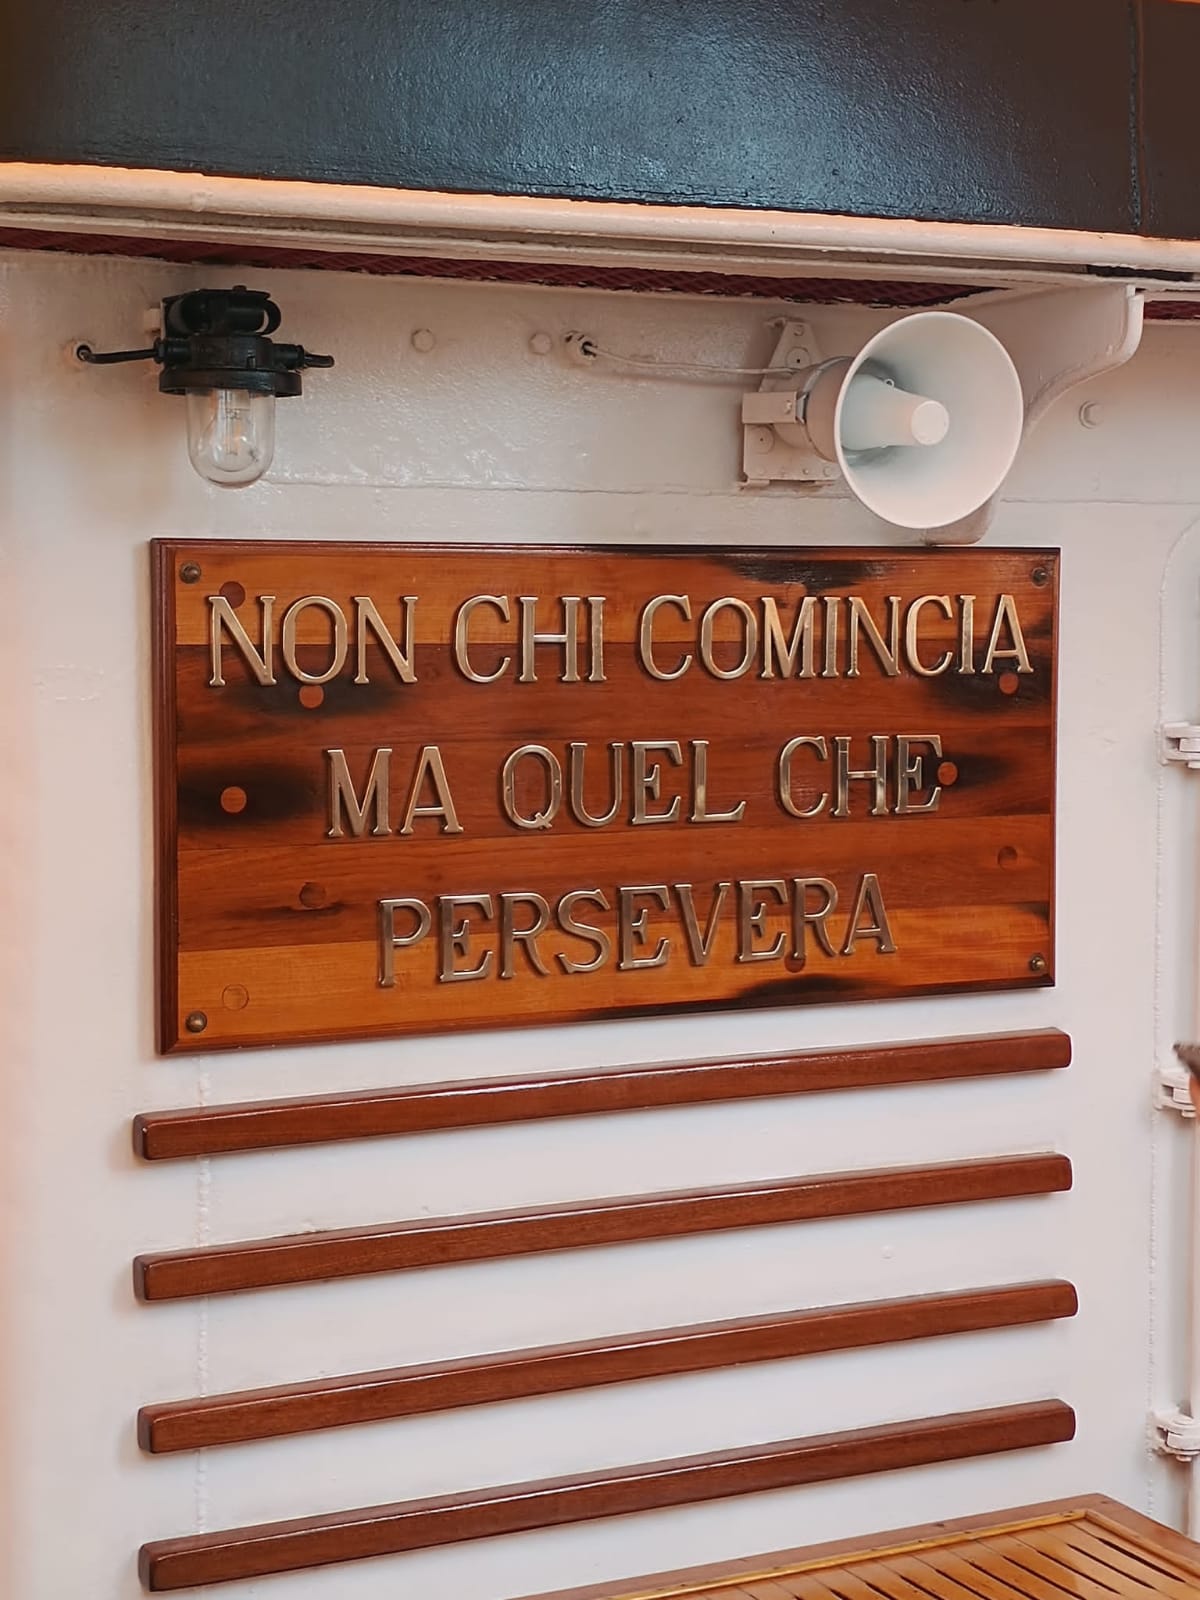 NON CHI COMINCIA
MA QUEL CHE
PERSEVERA